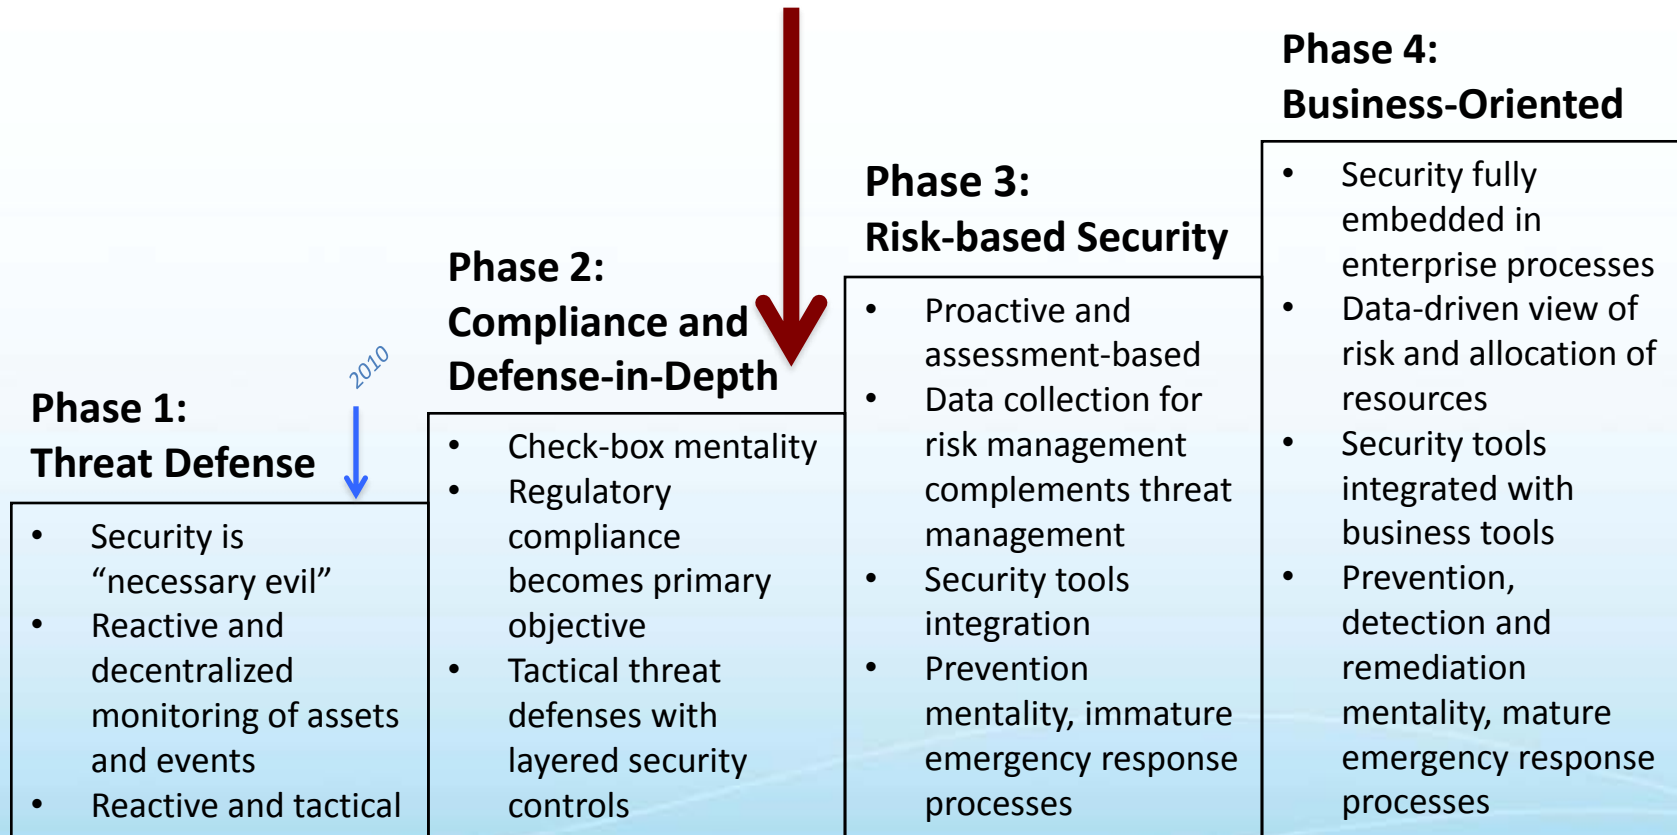 Phase 1:
Threat Defense
2010
• Security is
“necessary evil”
• Reactive and
decentralized
monitoring of assets
and events
• Reactive and tactical
Phase 2:
Compliance and
Defense-in-Depth
• Check-box mentality
• Regulatory
compliance
becomes primary
objective
• Tactical threat
defenses with
layered security
controls
Phase 3:
Risk-based Security
• Proactive and
assessment-based
• Data collection for
risk management
complements threat
management
• Security tools
integration
• Prevention
mentality, immature
emergency response
processes
Phase 4:
Business-Oriented
• Security fully
embedded in
enterprise processes
• Data-driven view of
risk and allocation of
resources
• Security tools
integrated with
business tools
• Prevention,
detection and
remediation
mentality, mature
emergency response
processes